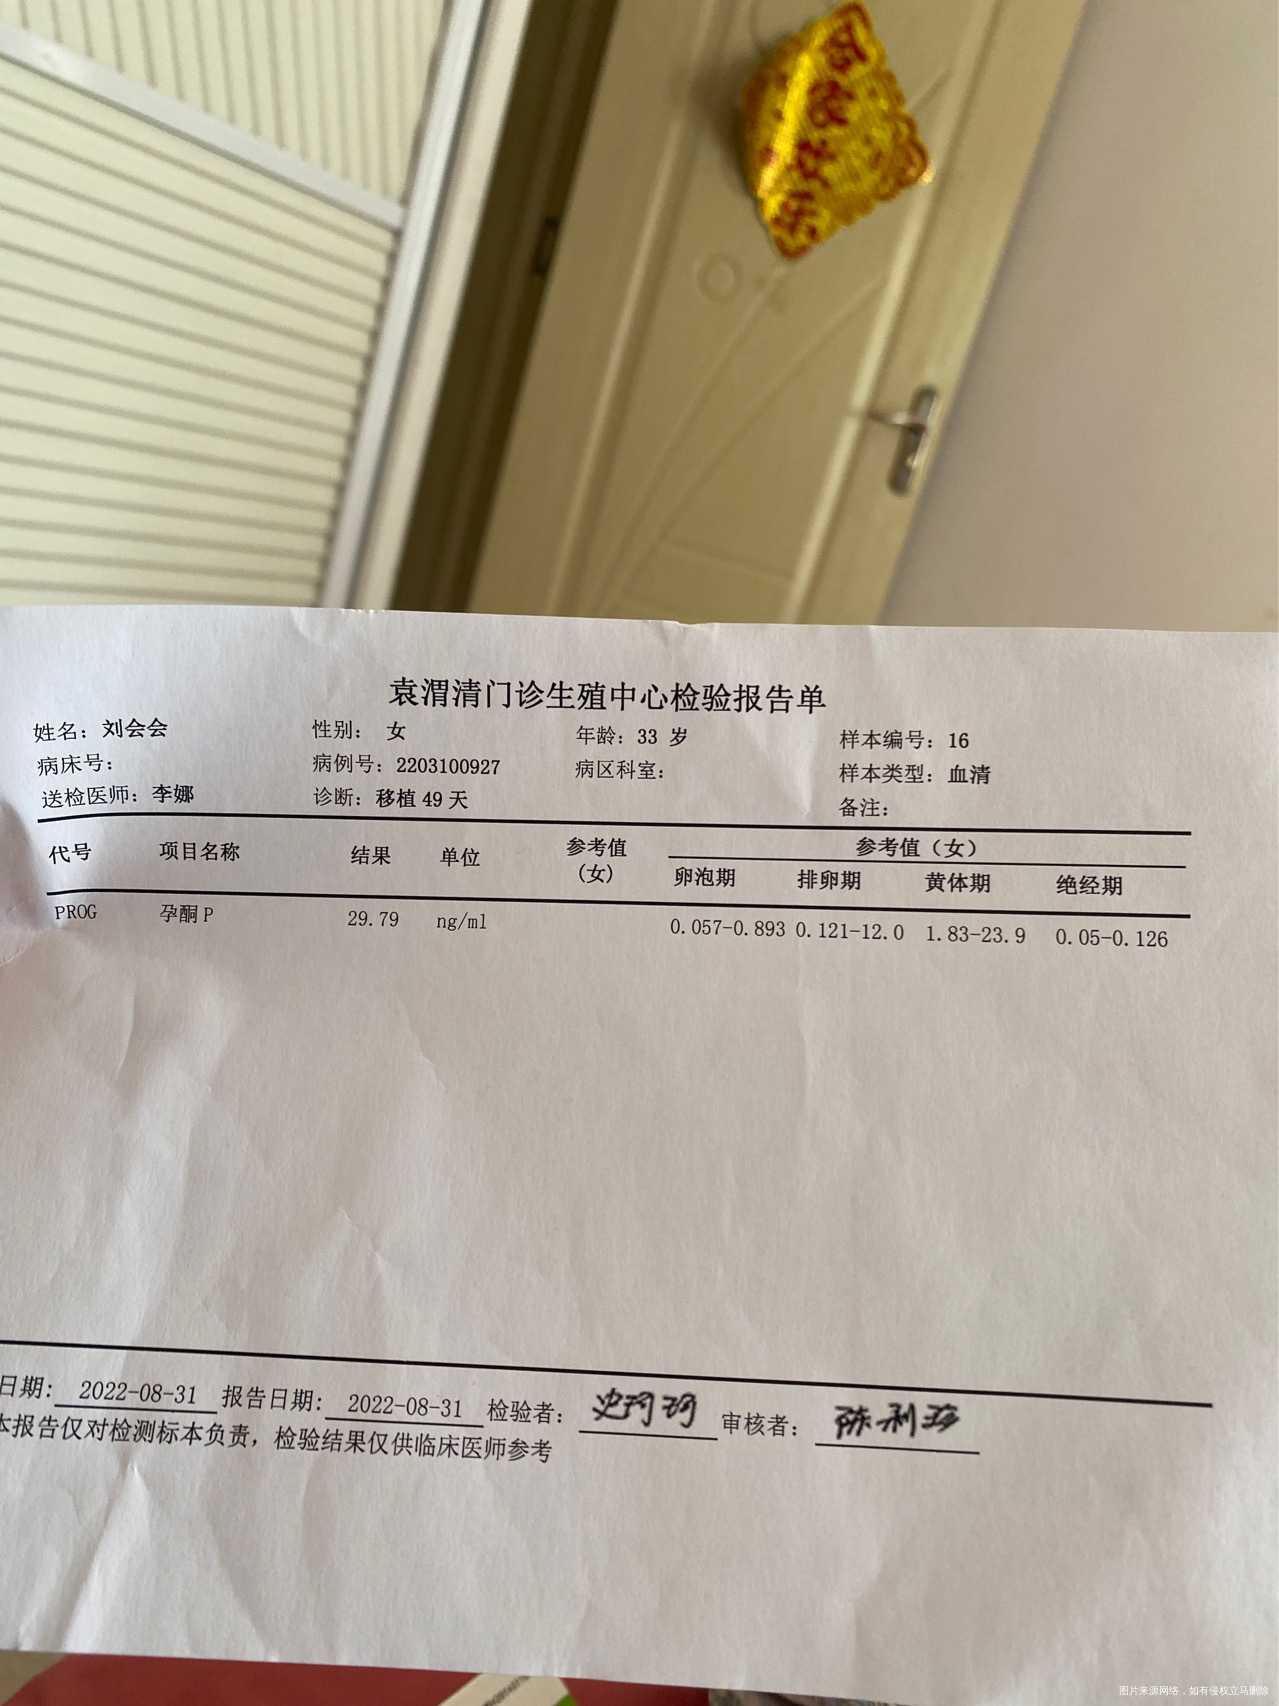 阖家欢乐
袁渭清门诊生殖中心检验报告单
姓名：刘会会 性别：女 年龄：33 岁 样本编号：16
病床号： 病例号：2203100927 病区科室： 样本类型：血清
送检医师：李娜 诊断：移植 49 天 备注：
代号 项目名称 结果 单位 参考值（女） 参考值（女）
卵泡期 排卵期 黄体期 绝经期
PROG 孕酮 P 29.79 ng/ml 0.057-0.893 0.121-12.0 1.83-23.9 0.05-0.126
日期：2022-08-31 报告日期：2022-08-31 检验者：史珂珂 审核者：
本报告仅对检测标本负责，检验结果仅供临床医师参考
图片来源网络，如有侵权立马删除